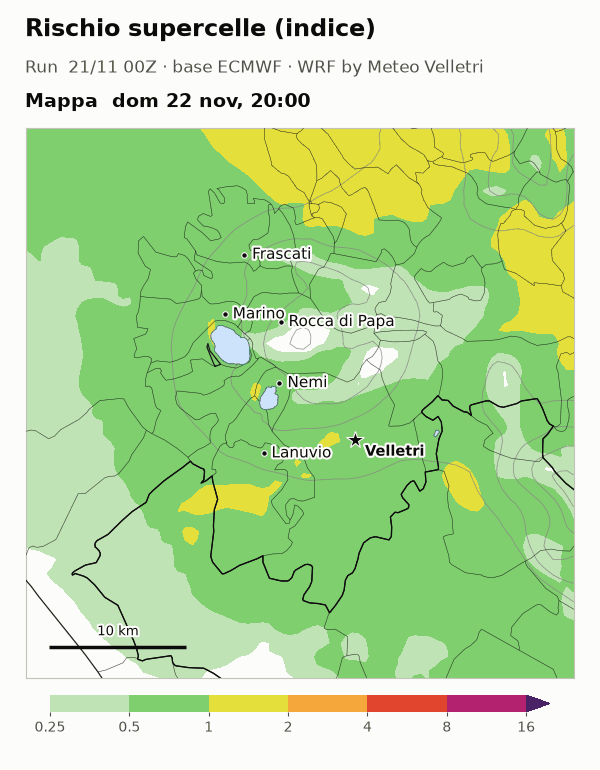 Rischio supercelle (indice)
Run  21/11 00Z · base ECMWF · WRF by Meteo Velletri
Mappa  dom 22 nov, 20:00
Frascati
Marino
Rocca di Papa
Nemi
Lanuvio
Velletri
10 km
0.25 0.5 1 2 4 8 16